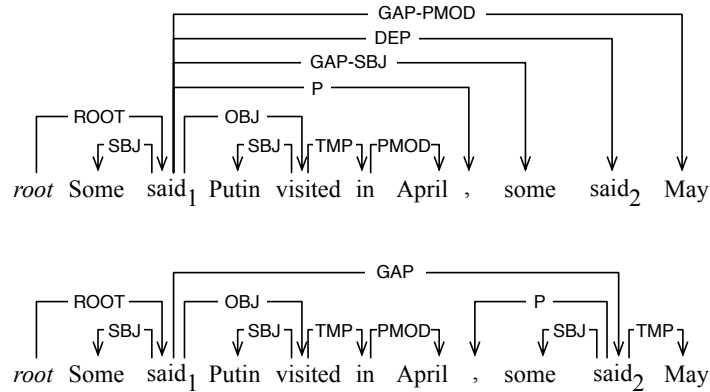 GAP-PMOD
DEP
GAP-SBJ
P
ROOT OBJ
SBJ SBJ TMP PMOD
root Some said1 Putin visited in April , some said2 May
GAP
ROOT OBJ P
SBJ SBJ TMP PMOD SBJ TMP
root Some said1 Putin visited in April , some said2 May